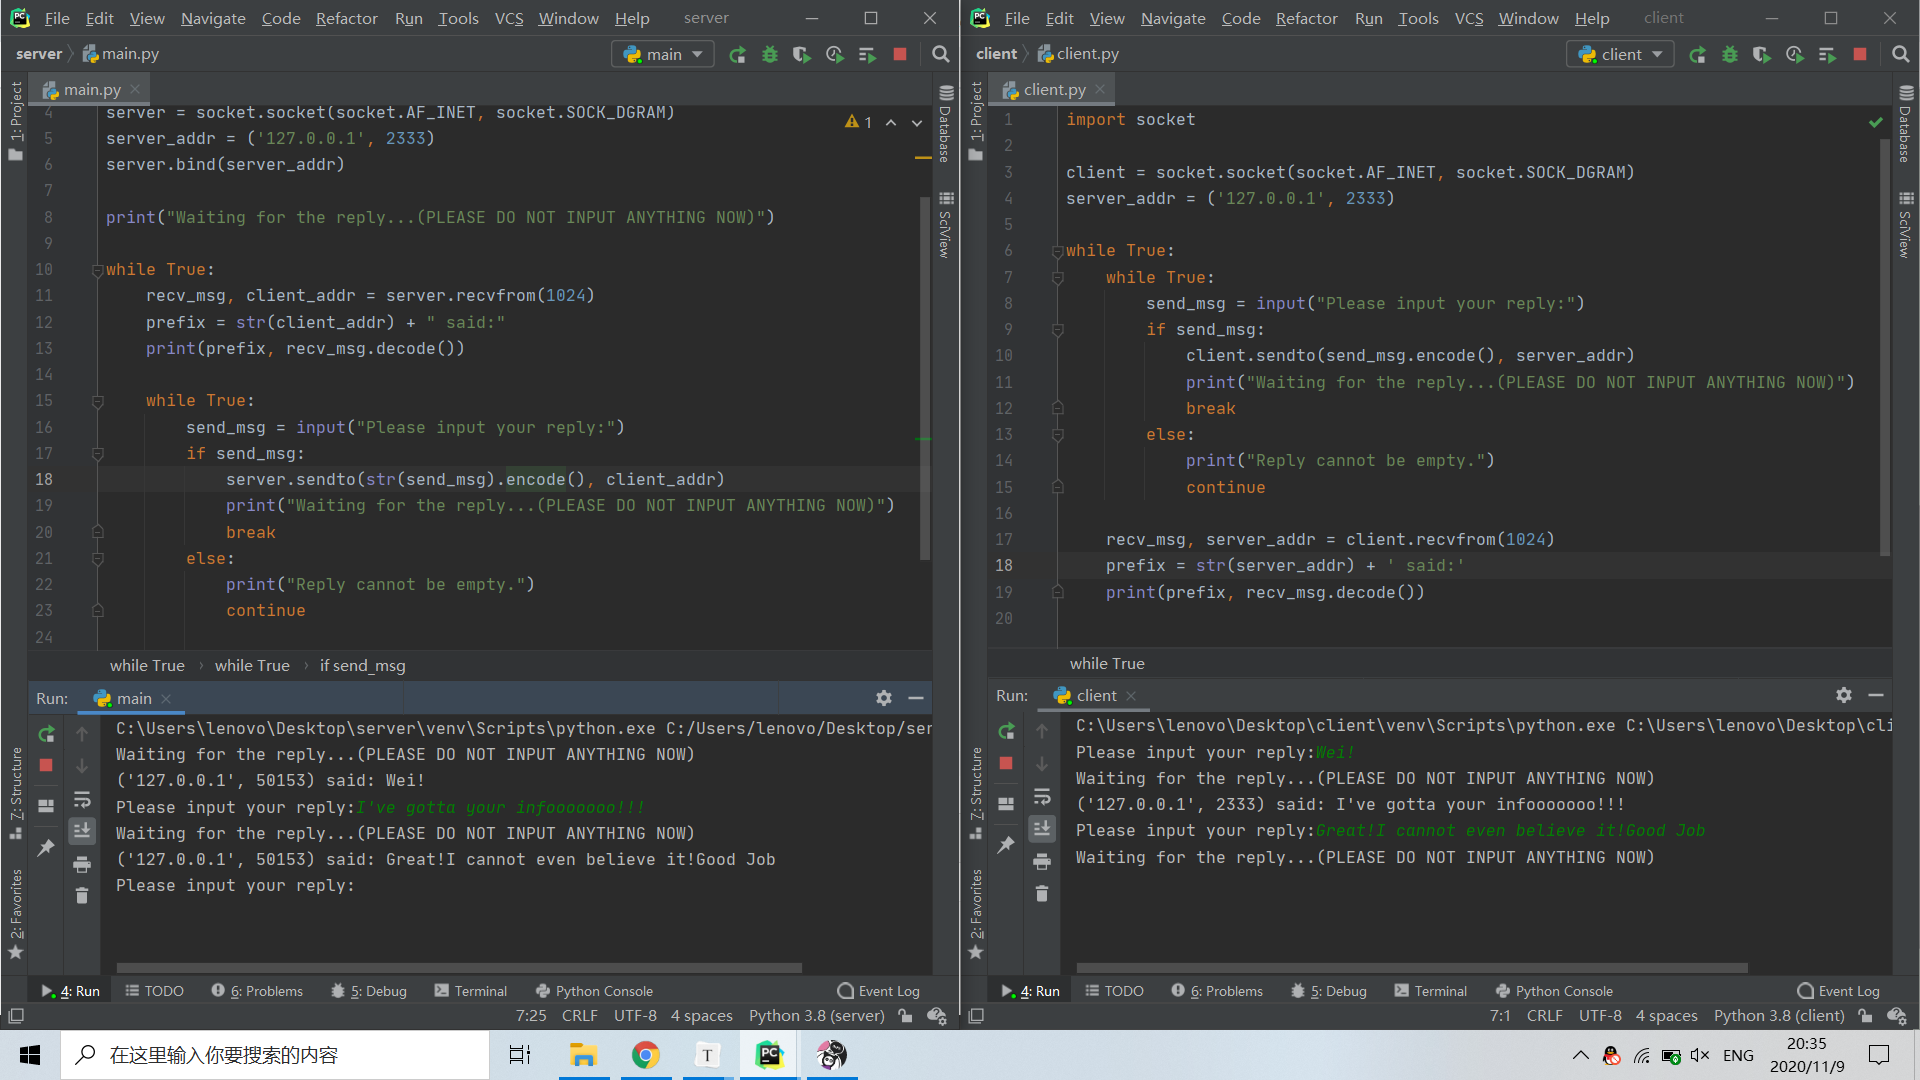 File Edit View Navigate Code Refactor Run Tools VCS Window Help server
server main.py main
1: Project
main.py
4 server = socket.socket(socket.AF_INET, socket.SOCK_DGRAM)
5 server_addr = ('127.0.0.1', 2333)
6 server.bind(server_addr)
7
8 print("Waiting for the reply...(PLEASE DO NOT INPUT ANYTHING NOW)")
9
10 while True:
11 recv_msg, client_addr = server.recvfrom(1024)
12 prefix = str(client_addr) + " said:"
13 print(prefix, recv_msg.decode())
14
15 while True:
16 send_msg = input("Please input your reply:")
17 if send_msg:
18 server.sendto(str(send_msg).encode(), client_addr)
19 print("Waiting for the reply...(PLEASE DO NOT INPUT ANYTHING NOW)")
20 break
21 else:
22 print("Reply cannot be empty.")
23 continue
24
1
Database
SciView
while True › while True › if send_msg
Run: main
C:\Users\lenovo\Desktop\server\venv\Scripts\python.exe C:/Users/lenovo/Desktop/ser
Waiting for the reply...(PLEASE DO NOT INPUT ANYTHING NOW)
('127.0.0.1', 50153) said: Wei!
Please input your reply:I've gotta your infooooooo!!!
Waiting for the reply...(PLEASE DO NOT INPUT ANYTHING NOW)
('127.0.0.1', 50153) said: Great!I cannot even believe it!Good Job
Please input your reply:
7: Structure
2: Favorites
4: Run TODO 6: Problems 5: Debug Terminal Python Console Event Log
7:25 CRLF UTF-8 4 spaces Python 3.8 (server)
File Edit View Navigate Code Refactor Run Tools VCS Window Help client
client client.py client
1: Project
client.py
1 import socket
2
3 client = socket.socket(socket.AF_INET, socket.SOCK_DGRAM)
4 server_addr = ('127.0.0.1', 2333)
5
6 while True:
7 while True:
8 send_msg = input("Please input your reply:")
9 if send_msg:
10 client.sendto(send_msg.encode(), server_addr)
11 print("Waiting for the reply...(PLEASE DO NOT INPUT ANYTHING NOW)")
12 break
13 else:
14 print("Reply cannot be empty.")
15 continue
16
17 recv_msg, server_addr = client.recvfrom(1024)
18 prefix = str(server_addr) + ' said:'
19 print(prefix, recv_msg.decode())
20
Database
SciView
while True
Run: client
C:\Users\lenovo\Desktop\client\venv\Scripts\python.exe C:\Users\lenovo\Desktop\cli
Please input your reply:Wei!
Waiting for the reply...(PLEASE DO NOT INPUT ANYTHING NOW)
('127.0.0.1', 2333) said: I've gotta your infooooooo!!!
Please input your reply:Great!I cannot even believe it!Good Job
Waiting for the reply...(PLEASE DO NOT INPUT ANYTHING NOW)
7: Structure
2: Favorites
4: Run TODO 6: Problems 5: Debug Terminal Python Console Event Log
7:1 CRLF UTF-8 4 spaces Python 3.8 (client)
在这里输入你要搜索的内容
T
PC
ENG
20:35
2020/11/9